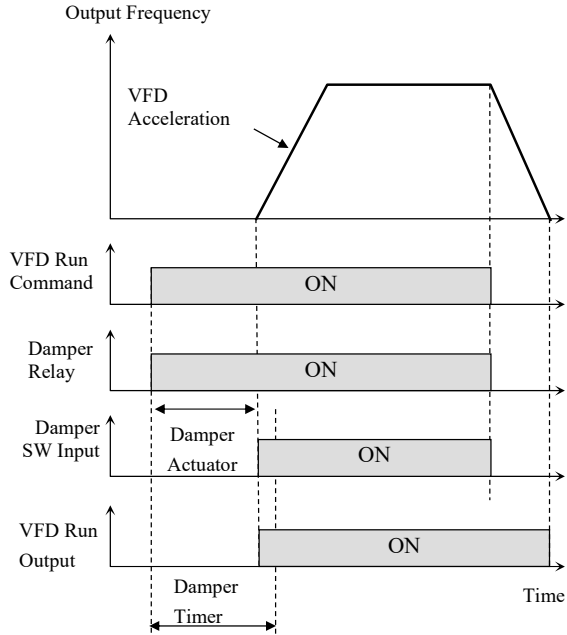 Output Frequency
VFD
Acceleration
VFD Run
Command
ON
Damper
Relay
ON
Damper
SW Input
Damper
Actuator
ON
VFD Run
Output
ON
Damper
Timer
Time